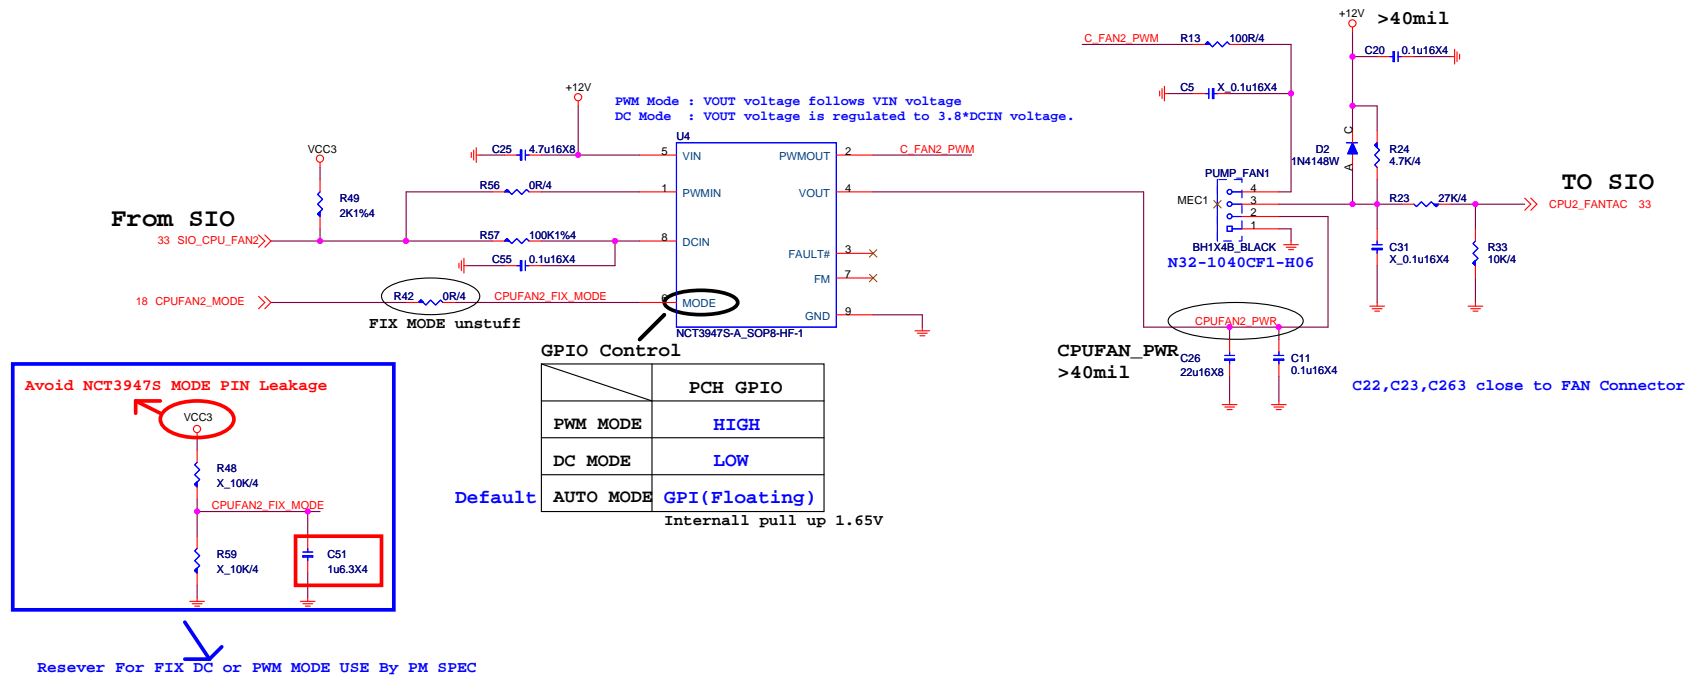 +12V
>40mil
C_FAN2_PWM
R13
100R/4
C20
0.1u16X4
+12V
C5
X_0.1u16X4
PWM Mode : VOUT voltage follows VIN voltage
DC Mode  : VOUT voltage is regulated to 3.8*DCIN voltage.
U4
VCC3
C25
4.7u16X8
5
VIN
PWMOUT
2
C_FAN2_PWM
D2
1N4148W
C
A
R24
4.7K/4
R56
0R/4
1
PWMIN
VOUT
4
PUMP_FAN1
MEC1
4
3
2
1
TO SIO
R49
2K1%4
R23
27K/4
CPU2_FANTAC  33
From SIO
33  SIO_CPU_FAN2
R57
100K1%4
8
DCIN
FAULT#
3
BH1X4B_BLACK
N32-1040CF1-H06
C31
X_0.1u16X4
R33
10K/4
C55
0.1u16X4
FM
7
18  CPUFAN2_MODE
R42
0R/4
CPUFAN2_FIX_MODE
6
MODE
GND
9
FIX MODE unstuff
NCT3947S-A_SOP8-HF-1
CPUFAN2_PWR
GPIO Control
CPUFAN_PWR
>40mil
C26
22u16X8
C11
0.1u16X4
C22,C23,C263 close to FAN Connector
PCH GPIO
PWM MODE
HIGH
DC MODE
LOW
Default
AUTO MODE
GPI(Floating)
Internall pull up 1.65V
Avoid NCT3947S MODE PIN Leakage
VCC3
R48
X_10K/4
CPUFAN2_FIX_MODE
R59
X_10K/4
C51
1u6.3X4
Resever For FIX DC or PWM MODE USE By PM SPEC